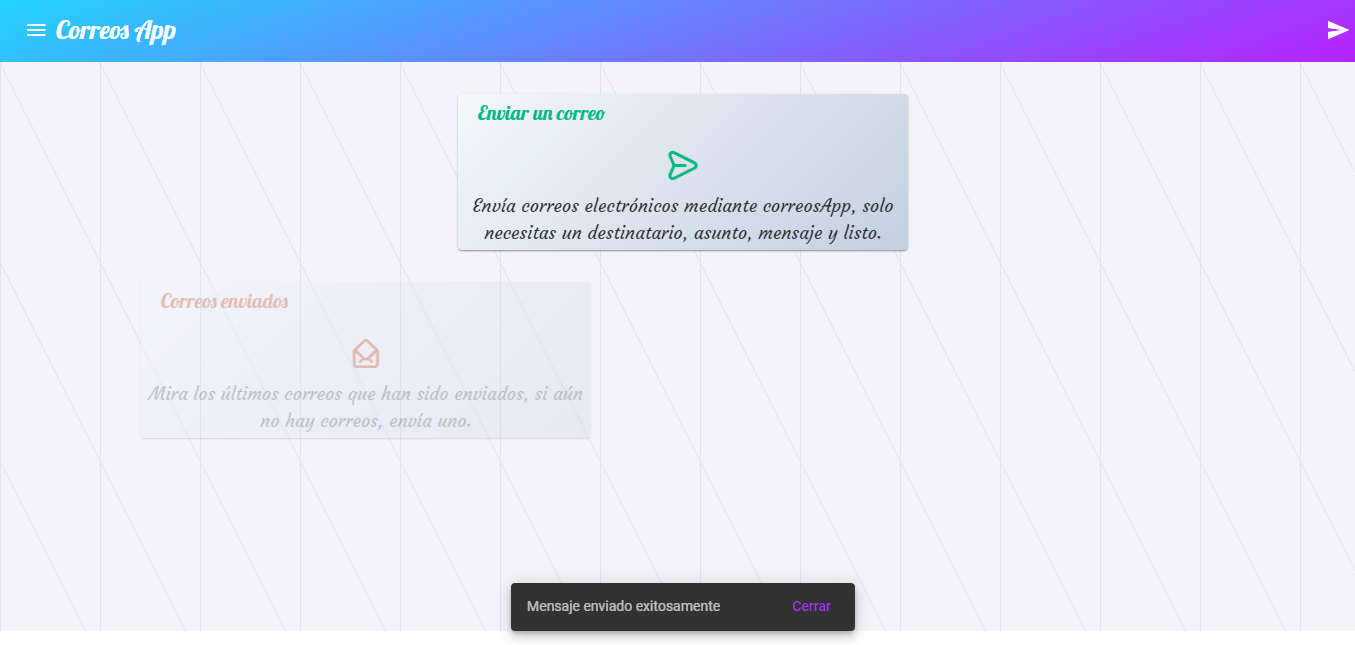 Correos App
Enviar un correo
Envía correos electrónicos mediante correosApp, solo
necesitas un destinatario, asunto, mensaje y listo.
Correos enviados
Mira los últimos correos que han sido enviados, si aún
no hay correos, envía uno.
Mensaje enviado exitosamente Cerrar